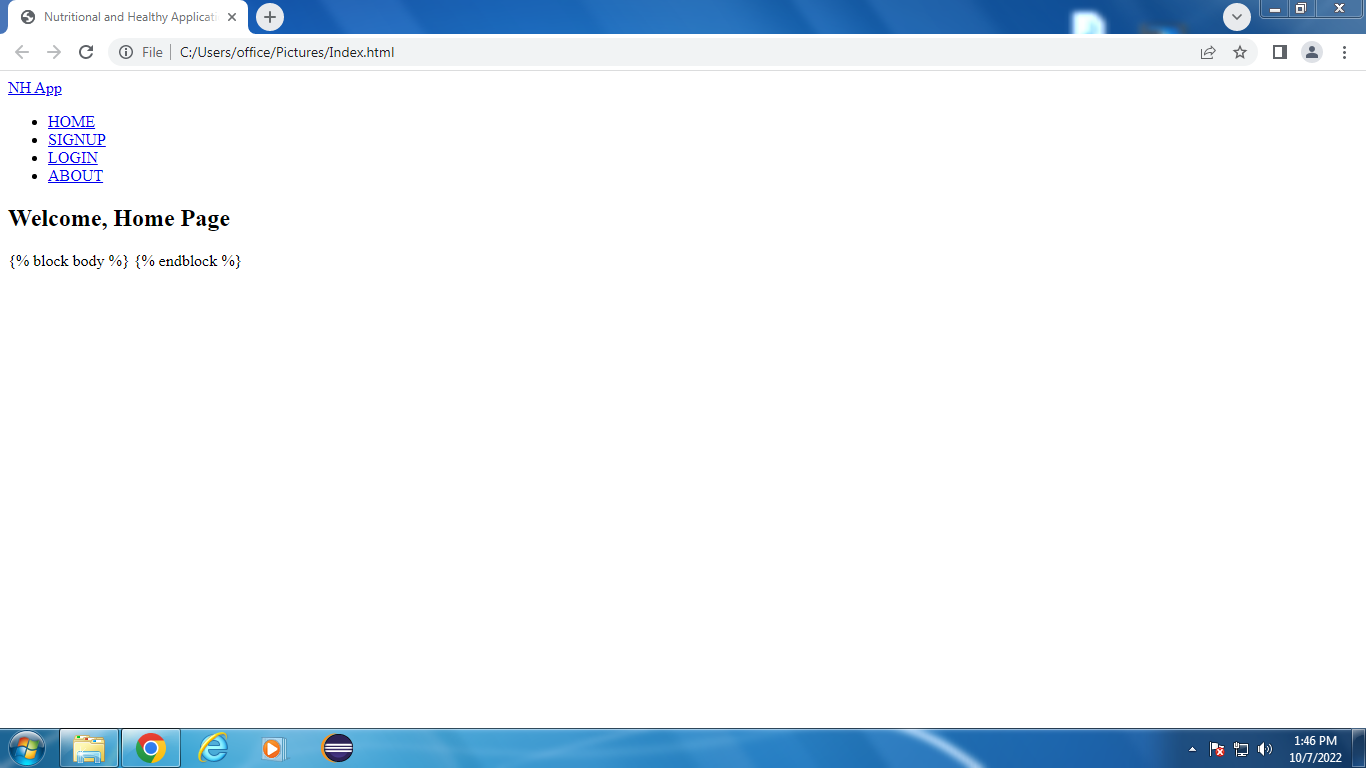 Nutritional and Healthy Applicati
File
C:/Users/office/Pictures/Index.html
NH App
HOME
SIGNUP
LOGIN
ABOUT
Welcome, Home Page
{% block body %} {% endblock %}
1:46 PM
10/7/2022